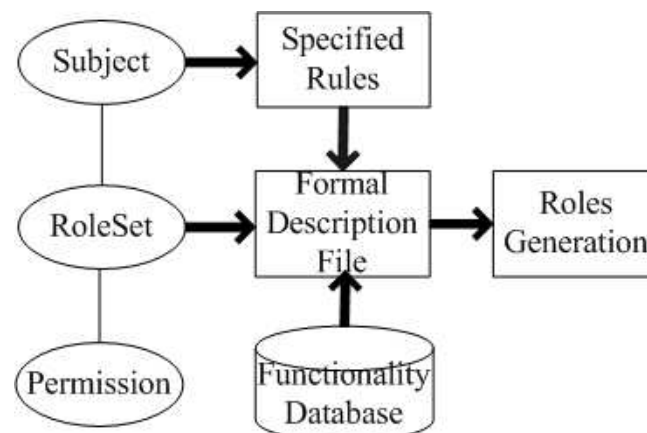 Subject
Specified
Rules
RoleSet
Formal
Description
File
Roles
Generation
Permission
Functionality
Database